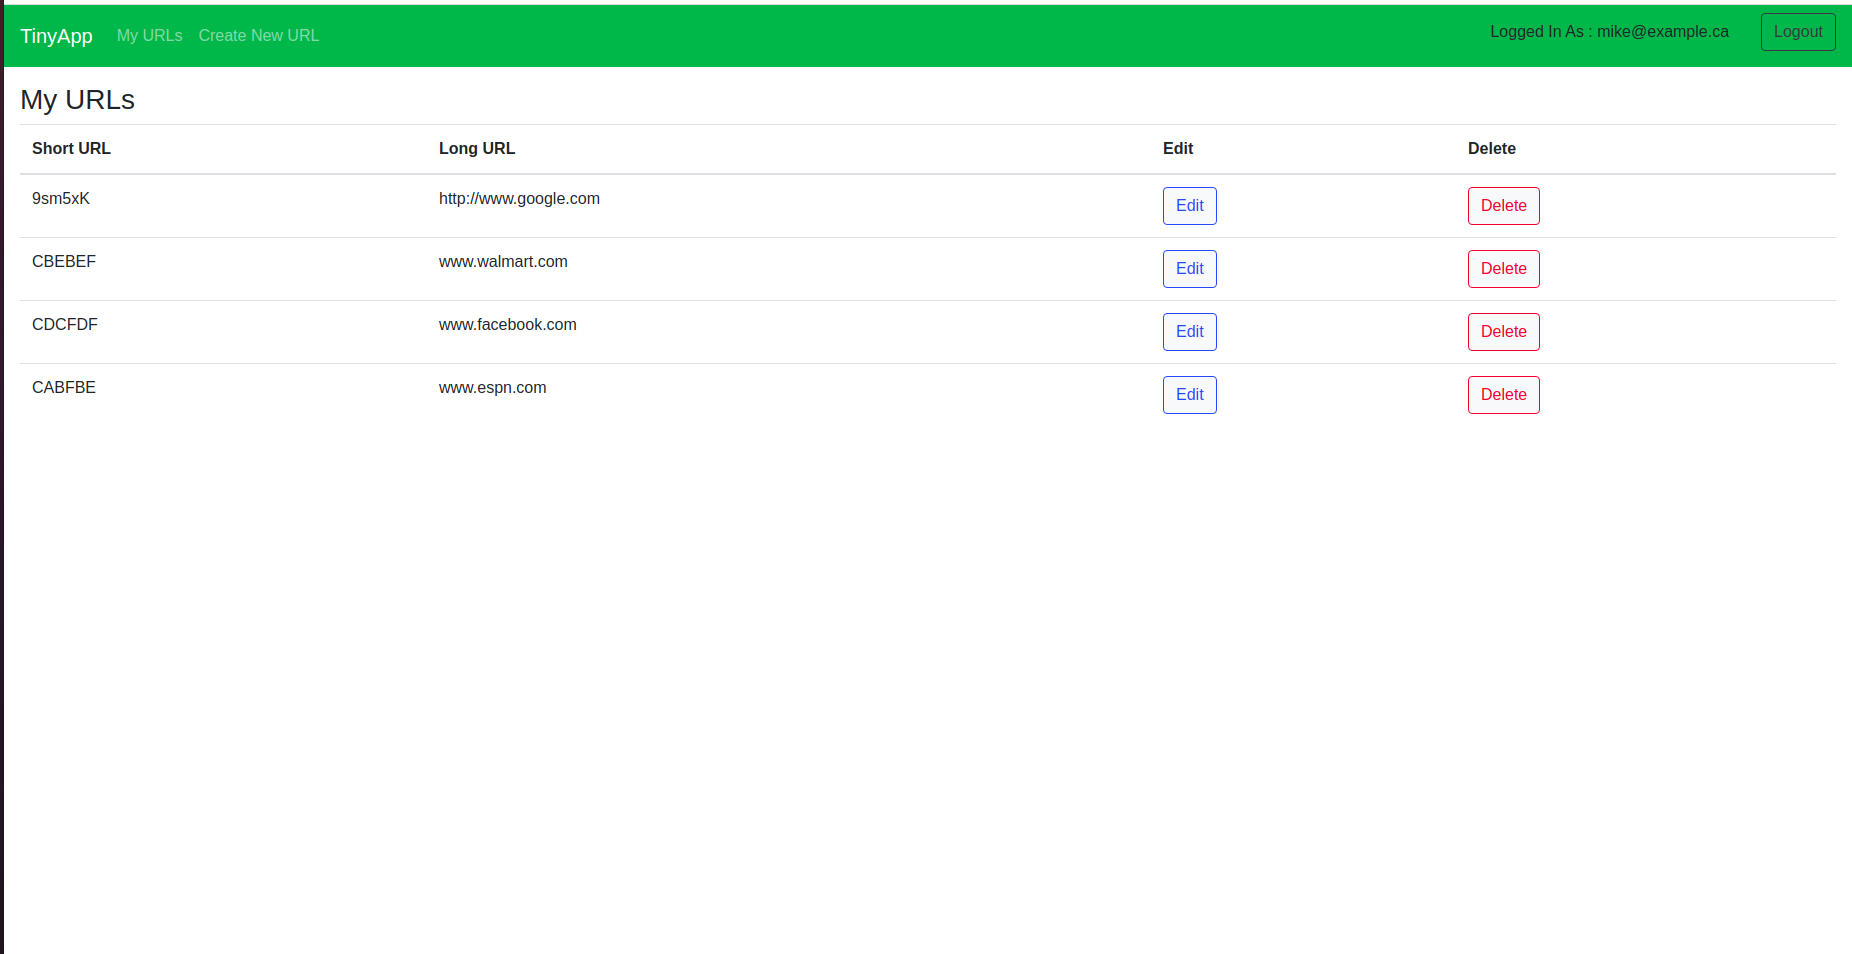 TinyApp My URLs Create New URL Logged In As : mike@example.ca Logout
My URLs
Short URL Long URL Edit Delete
9sm5xK http://www.google.com Edit Delete
CBEBEF www.walmart.com Edit Delete
CDCFDF www.facebook.com Edit Delete
CABFBE www.espn.com Edit Delete